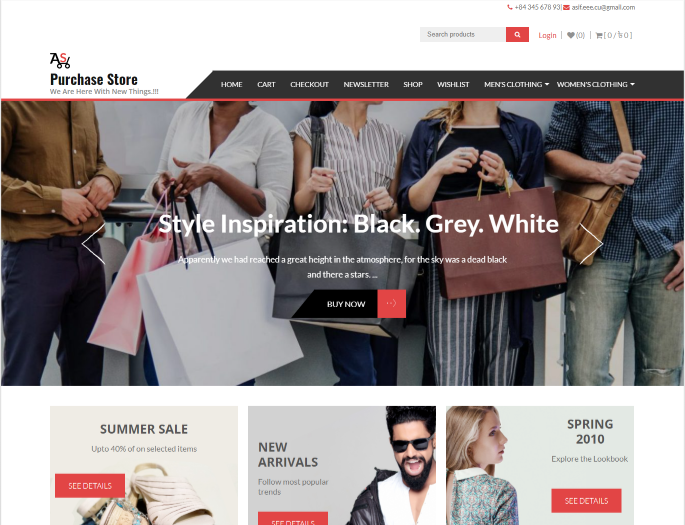 +84 345 678 93| asif.eee.cu@gmail.com
Search products
Login | (0) | [ 0 / ৳ 0 ]
AS
Purchase Store
We Are Here With New Things.!!!
HOME CART CHECKOUT NEWSLETTER SHOP WISHLIST MEN'S CLOTHING WOMEN'S CLOTHING
Style Inspiration: Black. Grey. White
Apparently we had reached a great height in the atmosphere, for the sky was a dead black
and there a stars. ...
BUY NOW
SUMMER SALE
Upto 40% of on selected items
SEE DETAILS
NEW
ARRIVALS
Follow most popular
trends
SEE DETAILS
SPRING
2010
Explore the Lookbook
SEE DETAILS